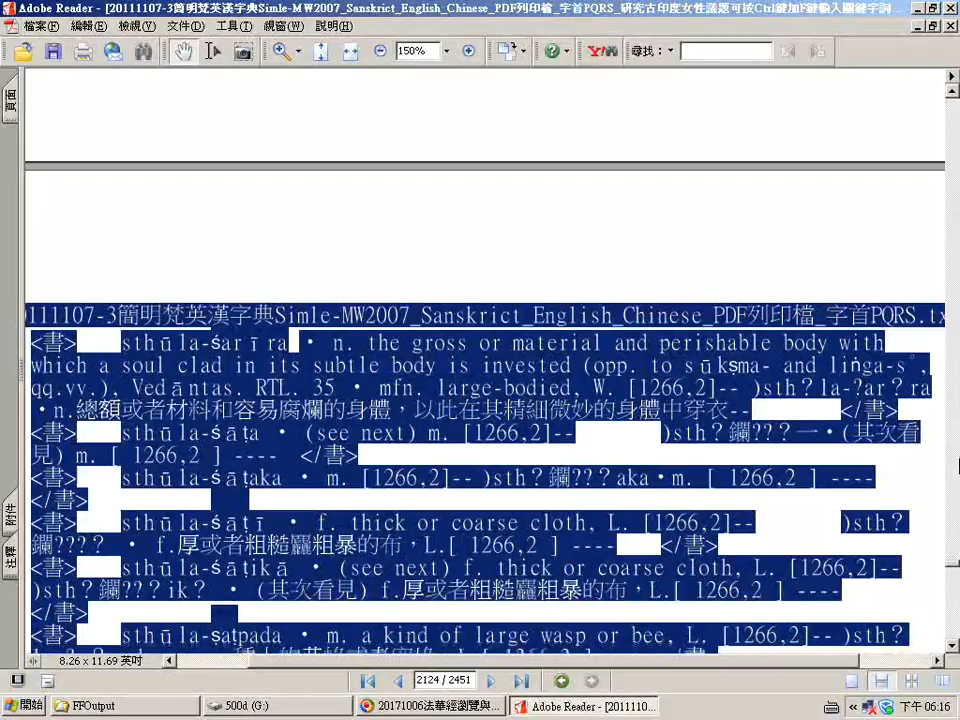 Adobe Reader - [20111107-3簡明梵英漢字典Simle-MW2007_Sanskrict_English_Chinese_PDF列印檔_字首PQRS_研究古印度女性議題可按Ctrl鍵加F鍵輸入關鍵字詞
檔案(F) 編輯(E) 檢視(V) 文件(D) 工具(T) 視窗(W) 說明(H)
150% Y! 尋找：
頁面
111107-3簡明梵英漢字典Simle-MW2007_Sanskrict_English_Chinese_PDF列印檔_字首PQRS.tx
<書> sthūla-śarīra • n. the gross or material and perishable body with
which a soul clad in its subtle body is invested (opp. to sūkṣma- and liṅga-s°,
qq.vv.), Vedāntas. RTL. 35 • mfn. large-bodied, W. [1266,2]-- )sth?la-?ar?ra
•n.總額或者材料和容易腐爛的身體，以此在其精細微妙的身體中穿衣-- </書>
<書> sthūla-śāṭa • (see next) m. [1266,2]-- )sth?鑭???一•(其次看
見) m. [ 1266,2 ] ---- </書>
<書> sthūla-śāṭaka • m. [1266,2]-- )sth?鑭???aka•m. [ 1266,2 ] ----
</書>
<書> sthūla-śāṭī • f. thick or coarse cloth, L. [1266,2]-- )sth?
鑭???? • f.厚或者粗糙麤粗暴的布，L.[ 1266,2 ] ---- </書>
<書> sthūla-śāṭikā • (see next) f. thick or coarse cloth, L. [1266,2]--
)sth?鑭???ik? • (其次看見) f.厚或者粗糙麤粗暴的布，L.[ 1266,2 ] ----
</書>
<書> sthūla-ṣaṭpada • m. a kind of large wasp or bee, L. [1266,2]-- )sth?
附件
注釋
8.26 x 11.69 英吋
2124 / 2451
開始 FFOutput 500d (G:) 20171006法華經瀏覽與... Adobe Reader - [2011110... 下午 06:16